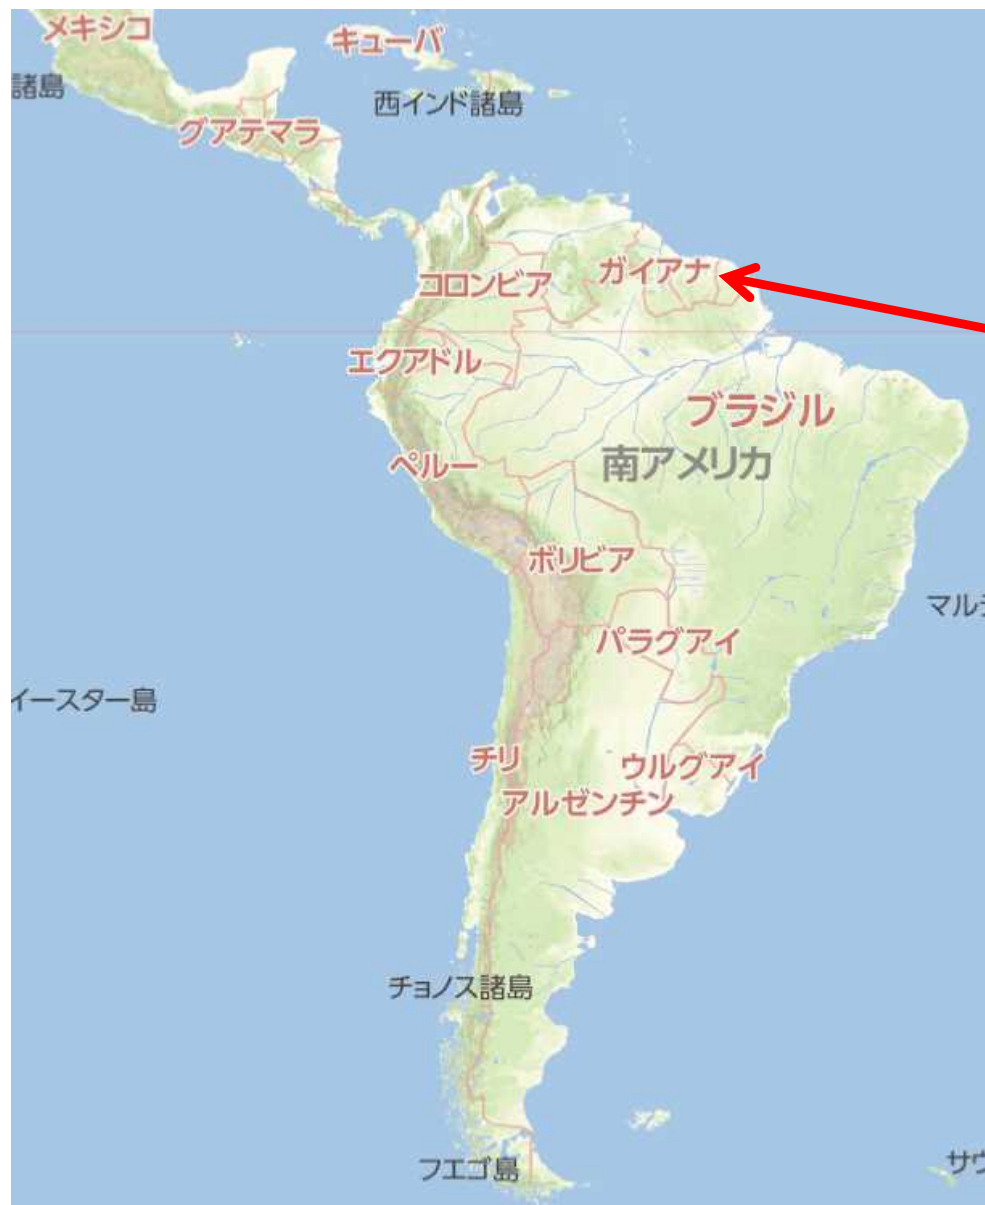 メキシコ
キューバ
諸島
西インド諸島
グアテマラ
コロンビア
ガイアナ
エクアドル
ブラジル
南アメリカ
ペルー
ボリビア
マルラ
パラグアイ
イースター島
チリ
ウルグアイ
アルゼンチン
チョノス諸島
フエゴ島
サウ